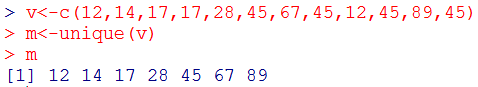 > v<-c(12,14,17,17,28,45,67,45,12,45,89,45)
> m<-unique(v)
> m
[1] 12 14 17 28 45 67 89